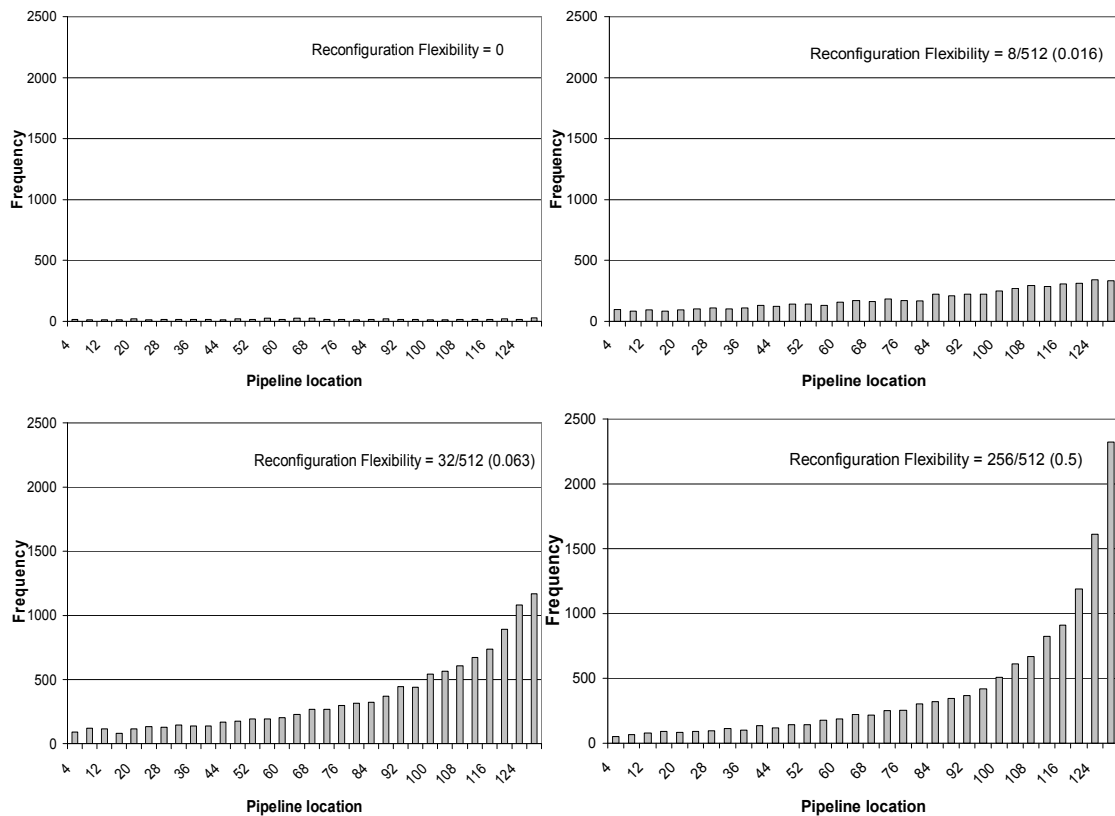 2500
Reconfiguration Flexibility = 0
2000
1500
Frequency
1000
500
0
4 12 20 28 36 44 52 60 68 76 84 92 100 108 116 124
Pipeline location
2500
Reconfiguration Flexibility = 8/512 (0.016)
2000
1500
Frequency
1000
500
0
4 12 20 28 36 44 52 60 68 76 84 92 100 108 116 124
Pipeline location
2500
Reconfiguration Flexibility = 32/512 (0.063)
2000
1500
Frequency
1000
500
0
4 12 20 28 36 44 52 60 68 76 84 92 100 108 116 124
Pipeline location
2500
Reconfiguration Flexibility = 256/512 (0.5)
2000
1500
Frequency
1000
500
0
4 12 20 28 36 44 52 60 68 76 84 92 100 108 116 124
Pipeline location